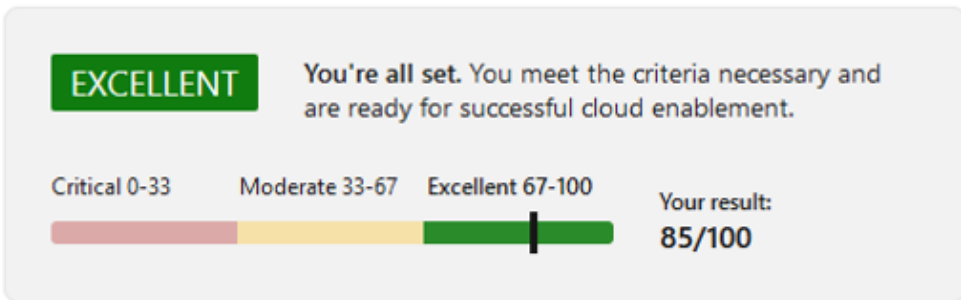 EXCELLENT
You're all set. You meet the criteria necessary and
are ready for successful cloud enablement.
Critical 0-33
Moderate 33-67
Excellent 67-100
Your result:
85/100